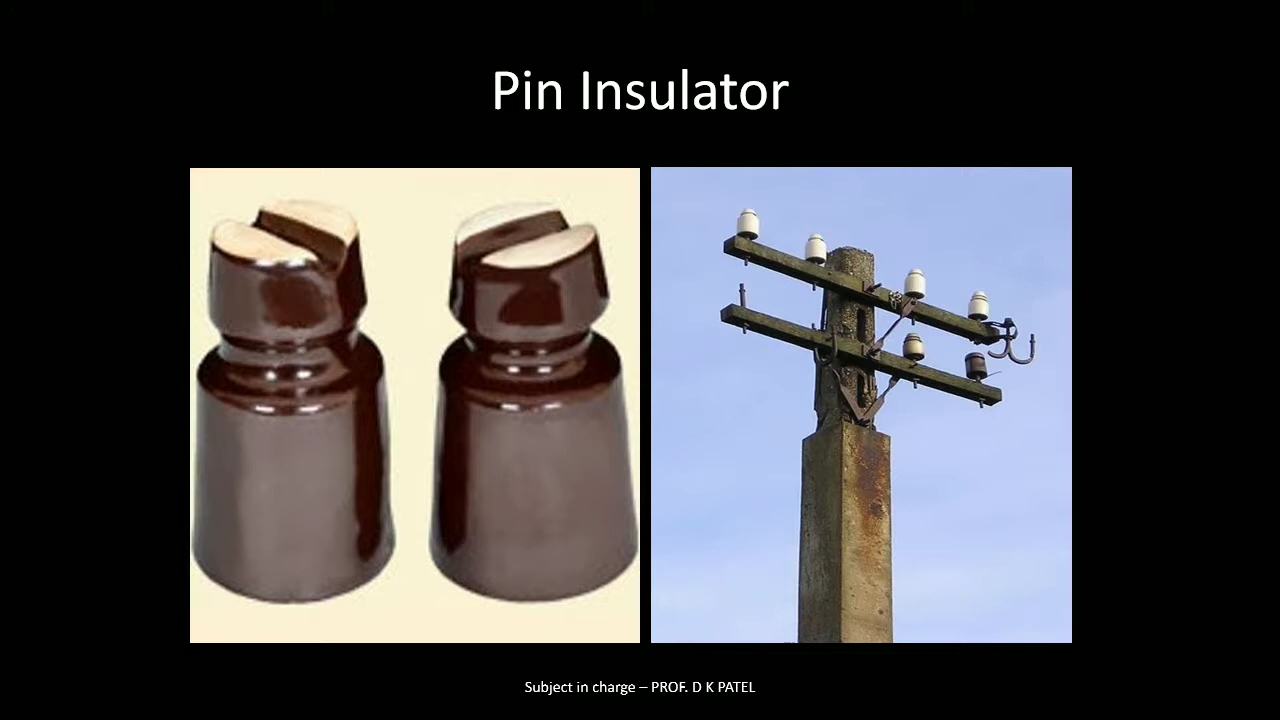 Pin Insulator
Subject in charge – PROF. D K PATEL